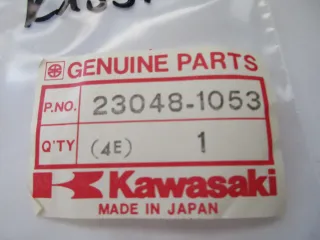 GENUINE PARTS
P.NO. 23048-1053
Q'TY (4E) 1
Kawasaki
MADE IN JAPAN